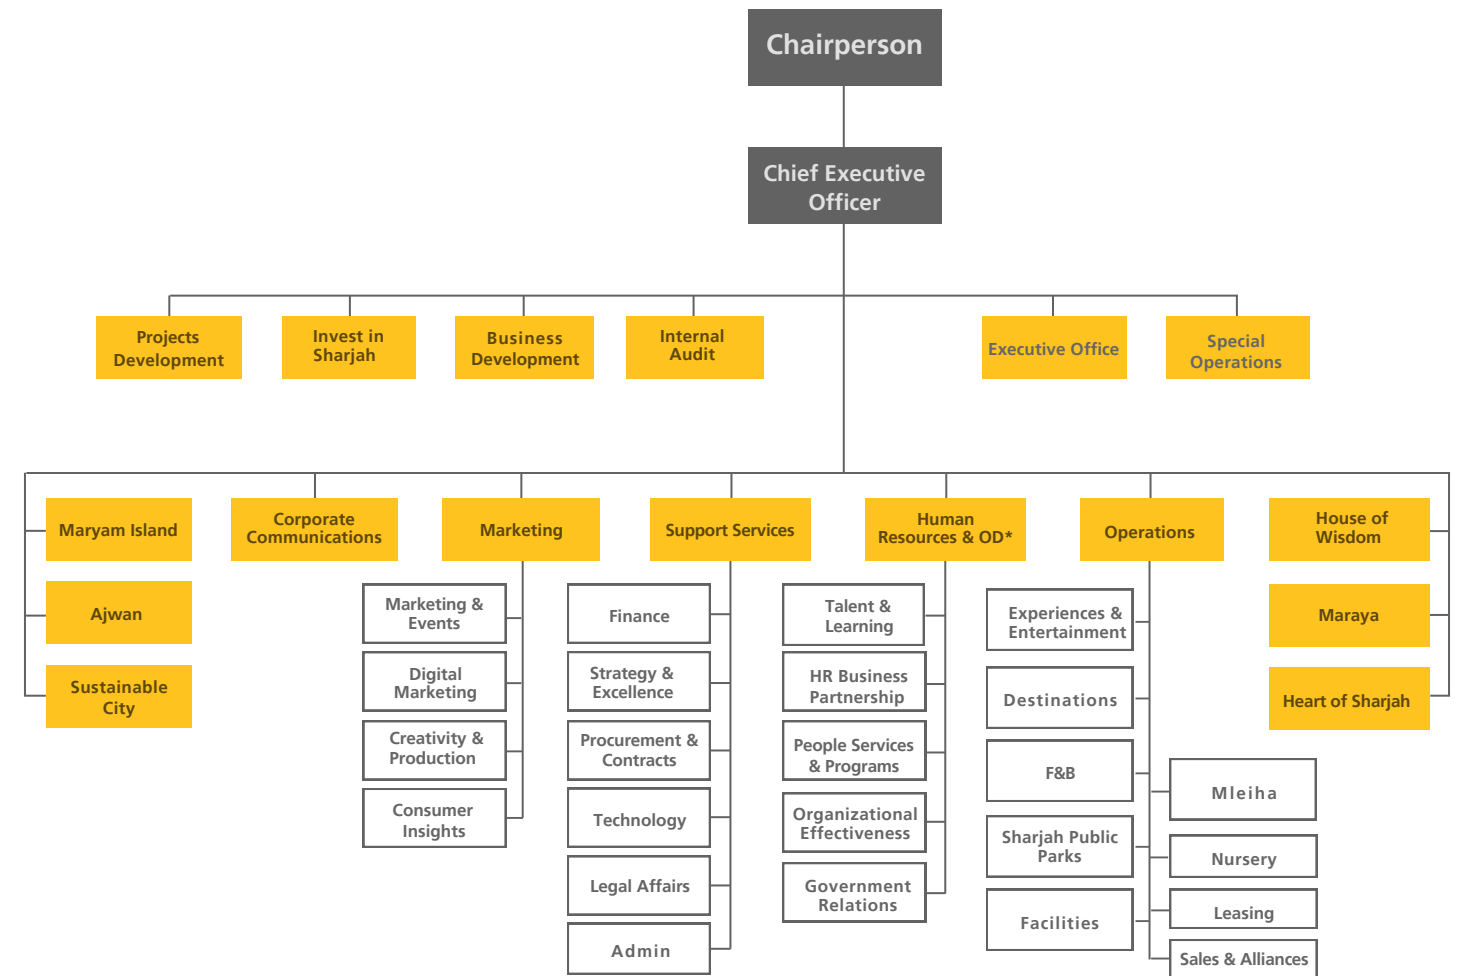 Chairperson
Chief Executive
Officer
Projects
Development
Invest in
Sharjah
Business
Development
Internal
Audit
Executive Office
Special
Operations
Maryam Island
Ajwan
Sustainable
City
Corporate
Communications
Marketing
Marketing &
Events
Digital
Marketing
Creativity &
Production
Consumer
Insights
Support Services
Finance
Strategy &
Excellence
Procurement &
Contracts
Technology
Legal Affairs
Admin
Human
Resources & OD*
Talent &
Learning
HR Business
Partnership
People Services
& Programs
Organizational
Effectiveness
Government
Relations
Operations
Experiences &
Entertainment
Destinations
F&B
Sharjah Public
Parks
Facilities
Mleiha
Nursery
Leasing
Sales & Alliances
House of
Wisdom
Maraya
Heart of Sharjah